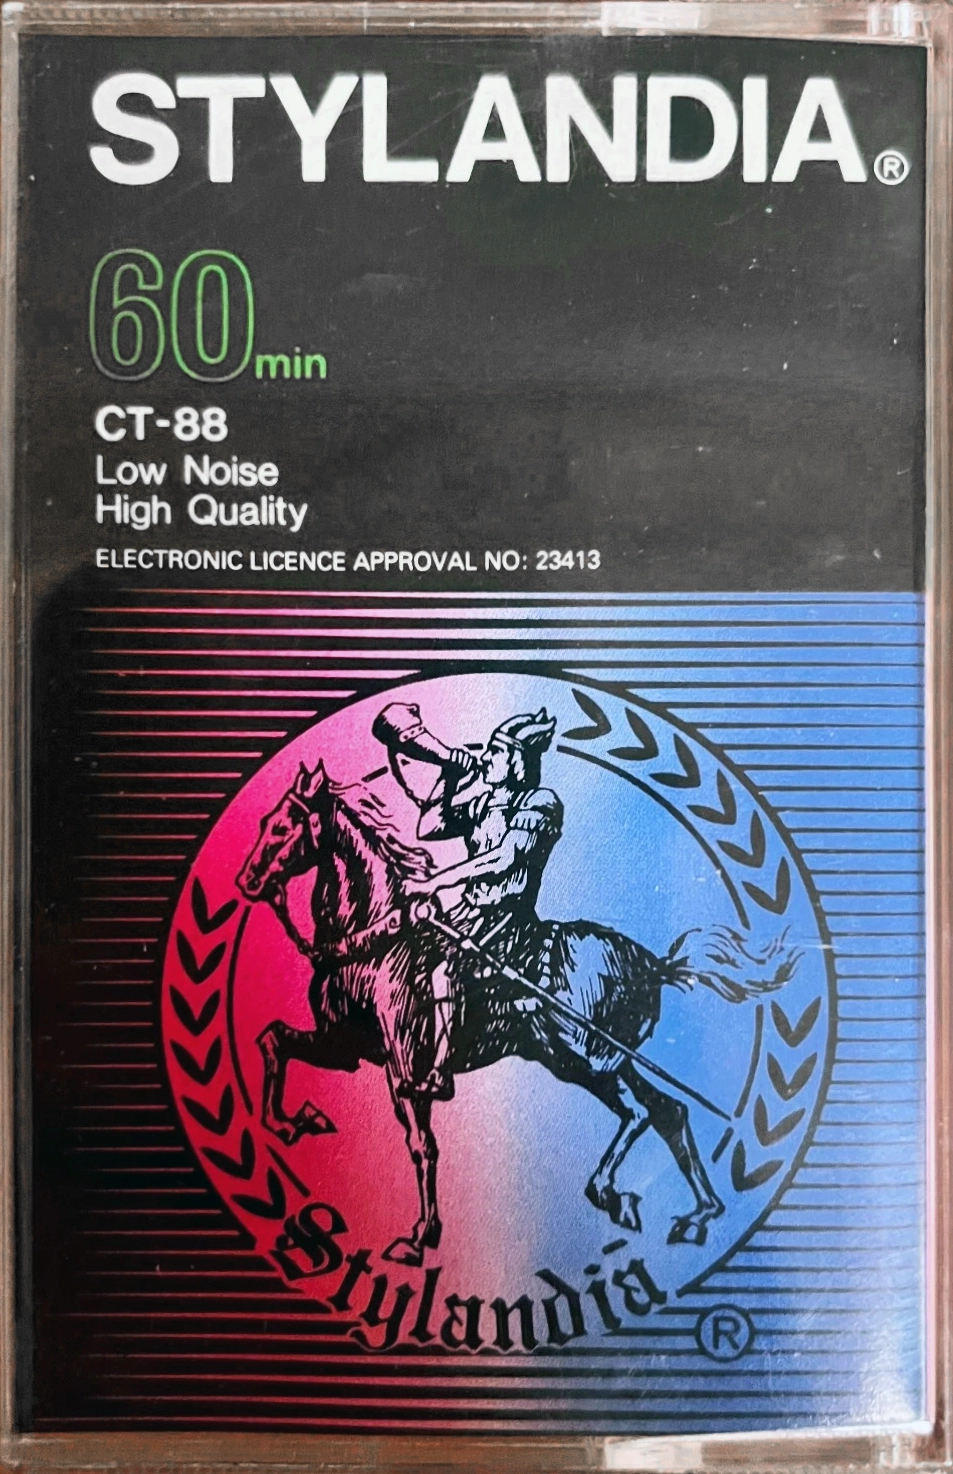 STYLANDIA®
60min
CT-88
Low Noise
High Quality
ELECTRONIC LICENCE APPROVAL NO: 23413
Stylandia
®